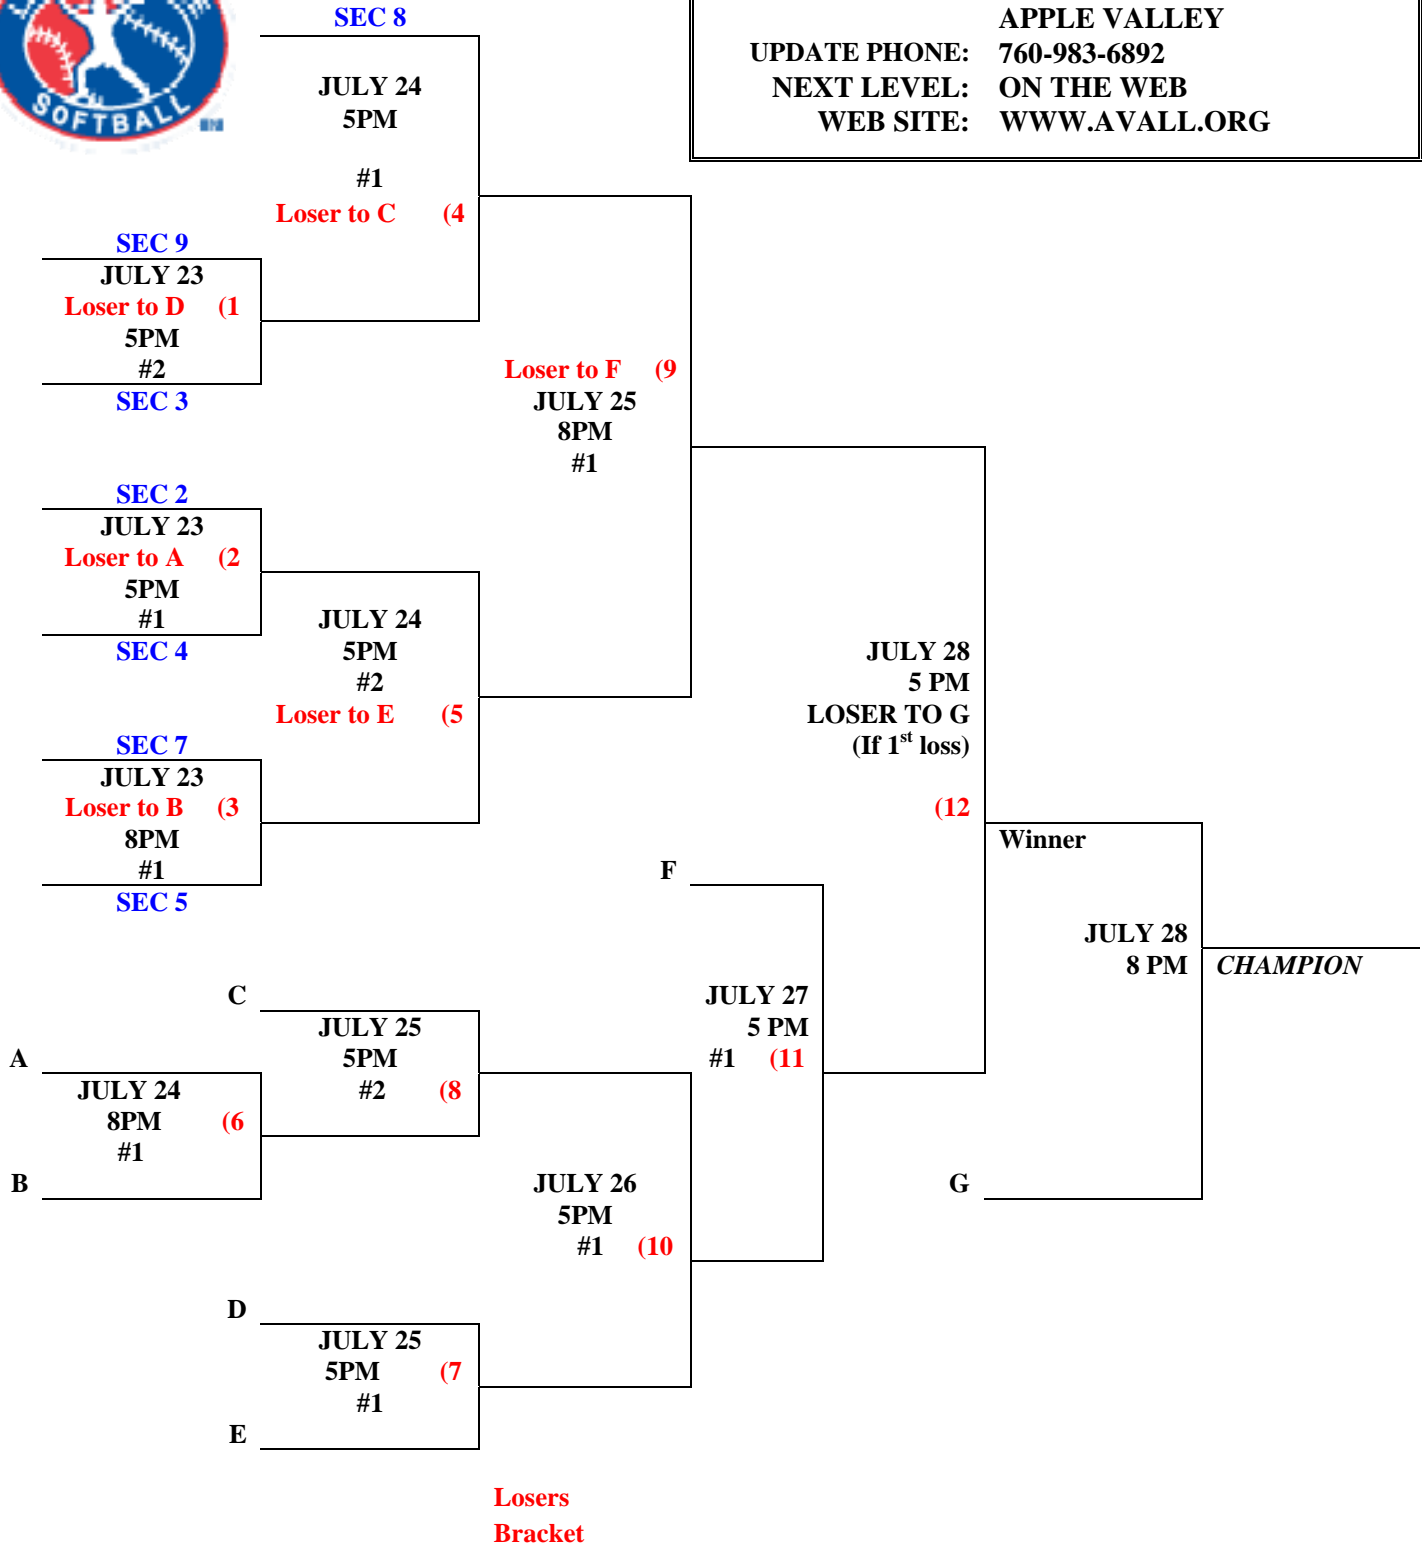 SOFTBALL
SEC 8
APPLE VALLEY
UPDATE PHONE: 760-983-6892
NEXT LEVEL: ON THE WEB
WEB SITE: WWW.AVALL.ORG
JULY 24
5PM
#1
Loser to C (4
SEC 9
JULY 23
Loser to D (1
5PM
#2
SEC 3
Loser to F (9
JULY 25
8PM
#1
SEC 2
JULY 23
Loser to A (2
5PM
#1
SEC 4
JULY 24
5PM
#2
Loser to E (5
JULY 28
5 PM
LOSER TO G
(If 1st loss)
(12
SEC 7
JULY 23
Loser to B (3
8PM
#1
SEC 5
Winner
F
JULY 28
8 PM
CHAMPION
C
JULY 25
5PM
#2 (8
JULY 27
5 PM
#1 (11
A
JULY 24
8PM (6
#1
B
JULY 26
5PM
#1 (10
G
D
JULY 25
5PM (7
#1
E
Losers
Bracket